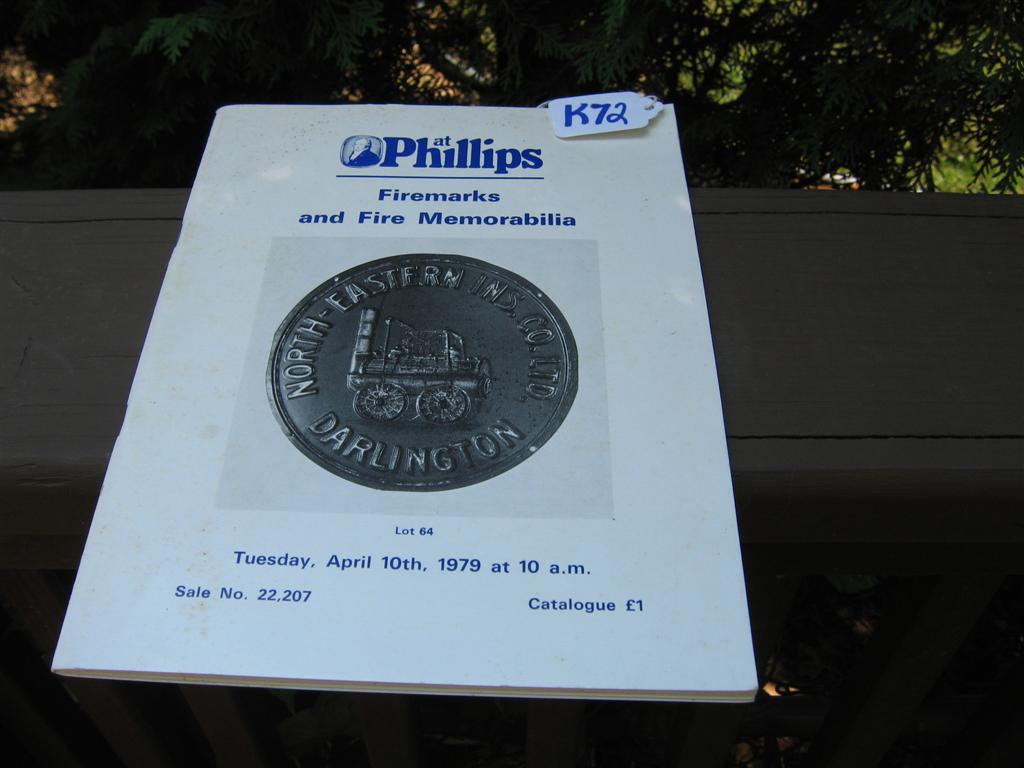 K72
at
Phillips
Firemarks
and Fire Memorabilia
NORTH-EASTERN INS. CO. LTD.
DARLINGTON
Lot 64
Tuesday, April 10th, 1979 at 10 a.m.
Sale No. 22,207
Catalogue £1